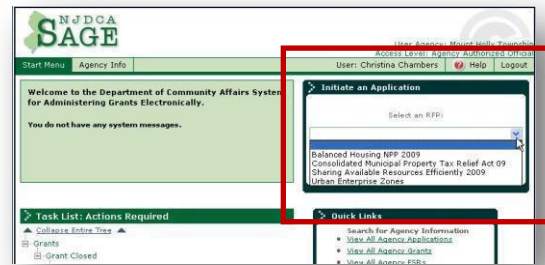 NJDCA
SAGE
User Agency: Mount Holly Township
Access Level: Agency Authorized Official
Start Menu Agency Info User: Christina Chambers Help Logout
Welcome to the Department of Community Affairs System
for Administering Grants Electronically.
You do not have any system messages.
Initiate an Application
Select an RFP:
Balanced Housing NPP 2009
Consolidated Municipal Property Tax Relief Act 09
Sharing Available Resources Efficiently 2009
Urban Enterprise Zones
Task List: Actions Required
Collapse Entire Tree
Grants
Grant Closed
Quick Links
Search for Agency Information
View All Agency Applications
View All Agency Grants
View All Agency FSRs